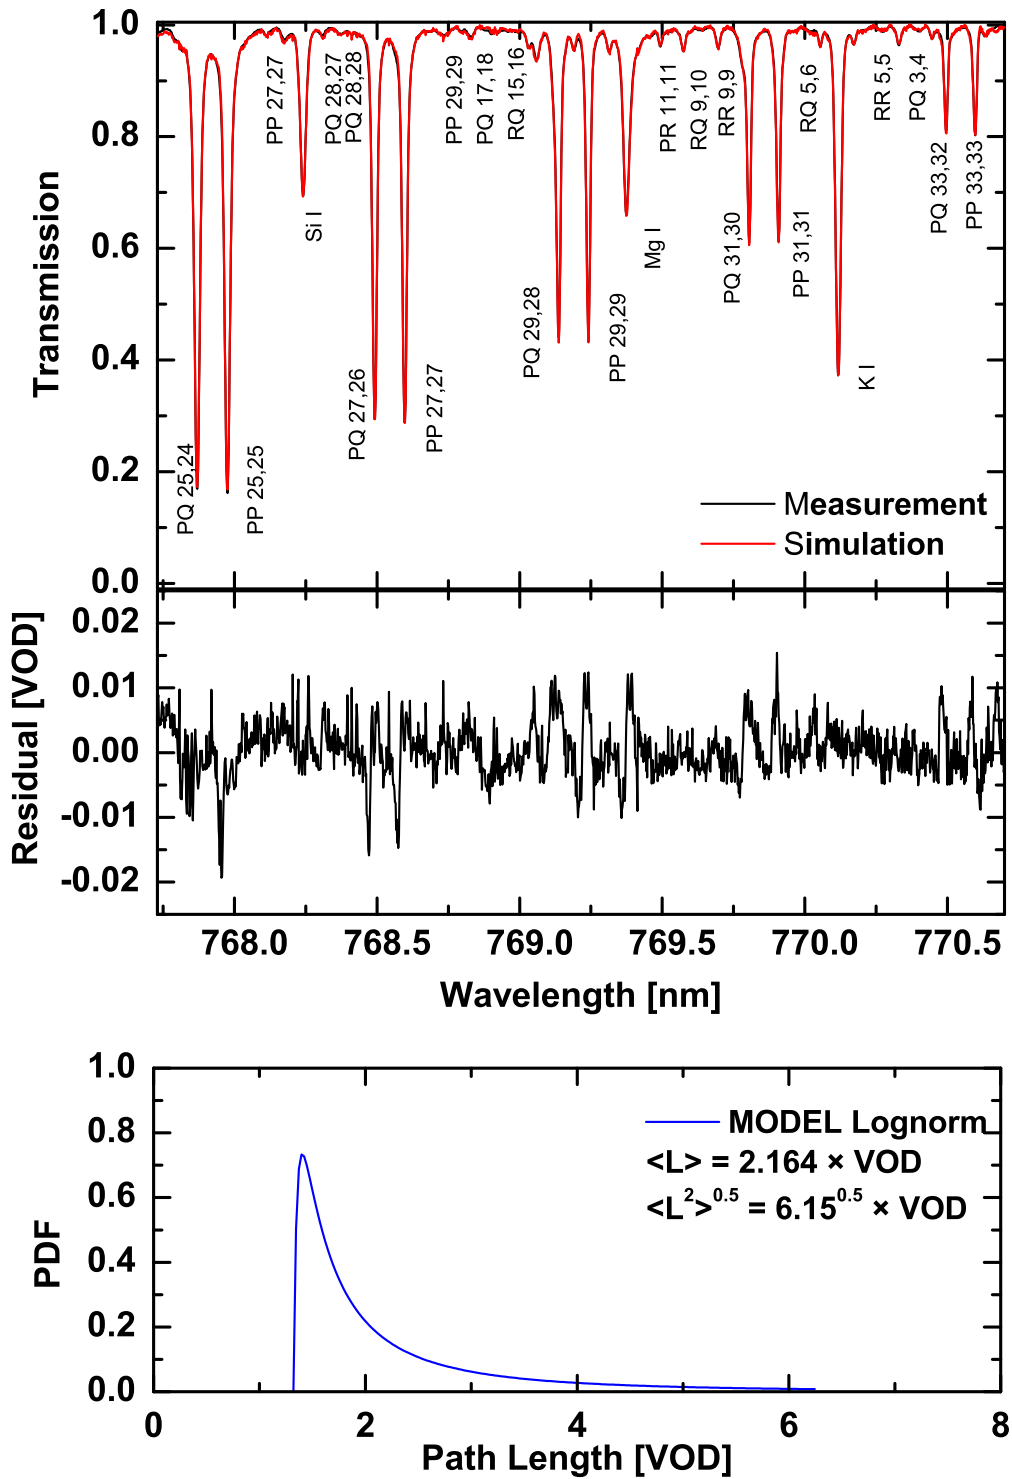 1.0
0.8
0.6
0.4
0.2
0.0
Transmission
PQ 25,24
PP 25,25
PP 27,27
Si I
PQ 28,27
PQ 28,28
PQ 27,26
PP 27,27
PP 29,29
PQ 17,18
RQ 15,16
PQ 29,28
PP 29,29
Mg I
PR 11,11
RQ 9,10
RR 9,9
PQ 31,30
PP 31,31
RQ 5,6
K I
RR 5,5
PQ 3,4
PQ 33,32
PP 33,33
Measurement
Simulation
0.02
0.01
0.00
-0.01
-0.02
Residual [VOD]
768.0 768.5 769.0 769.5 770.0 770.5
Wavelength [nm]
1.0
0.8
0.6
0.4
0.2
0.0
PDF
MODEL Lognorm
<L> = 2.164 × VOD
<L²>^0.5 = 6.15^0.5 × VOD
0 2 4 6 8
Path Length [VOD]